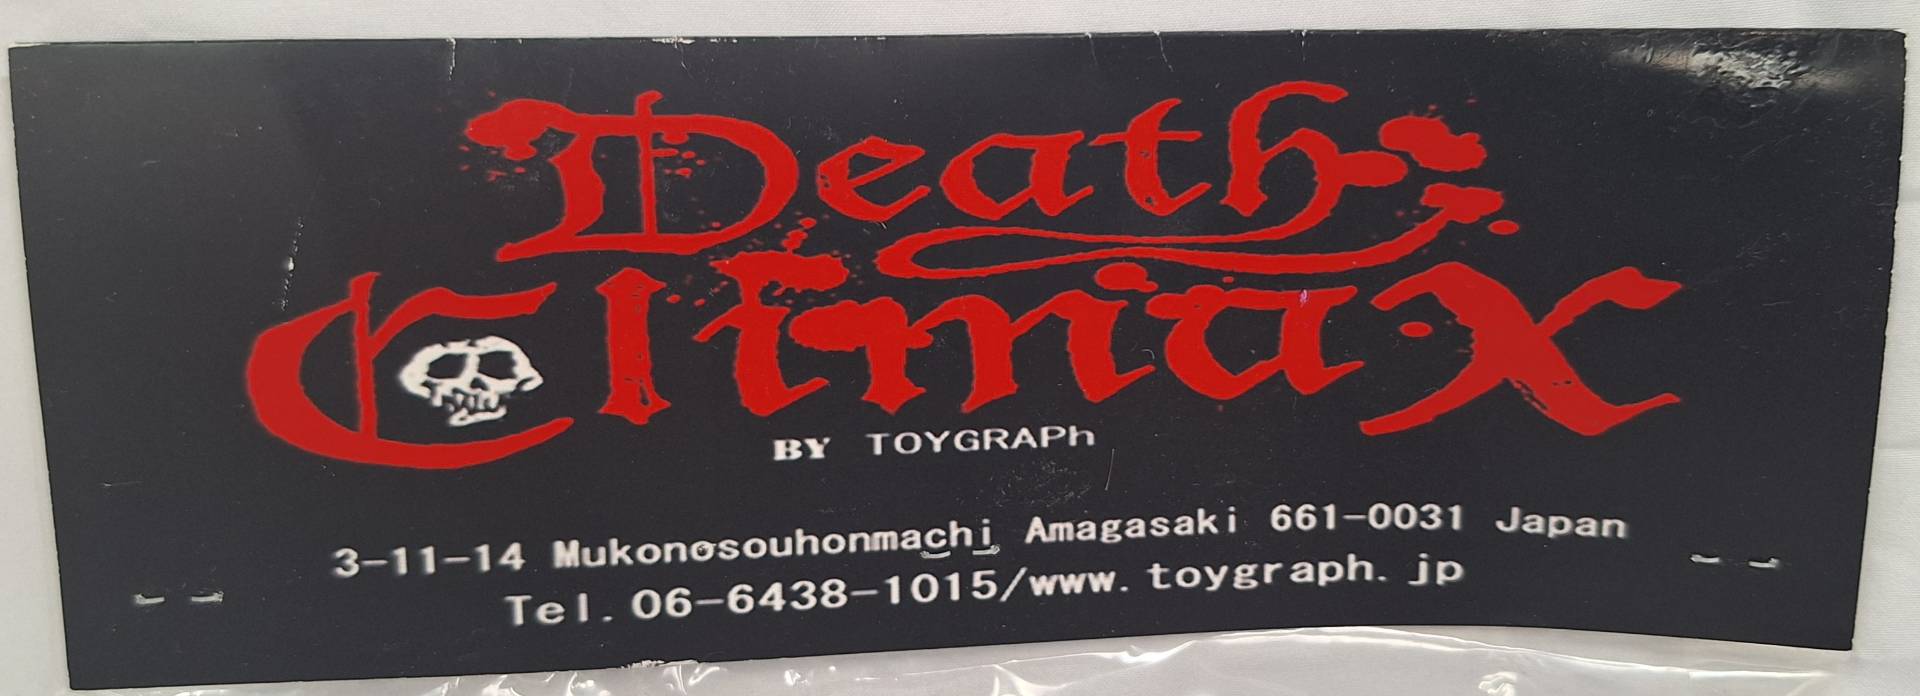 Death
Climax
BY TOYGRAPh
3-11-14 Mukonosouhonmachi Amagasaki 661-0031 Japan
Tel.06-6438-1015/www.toygraph.jp